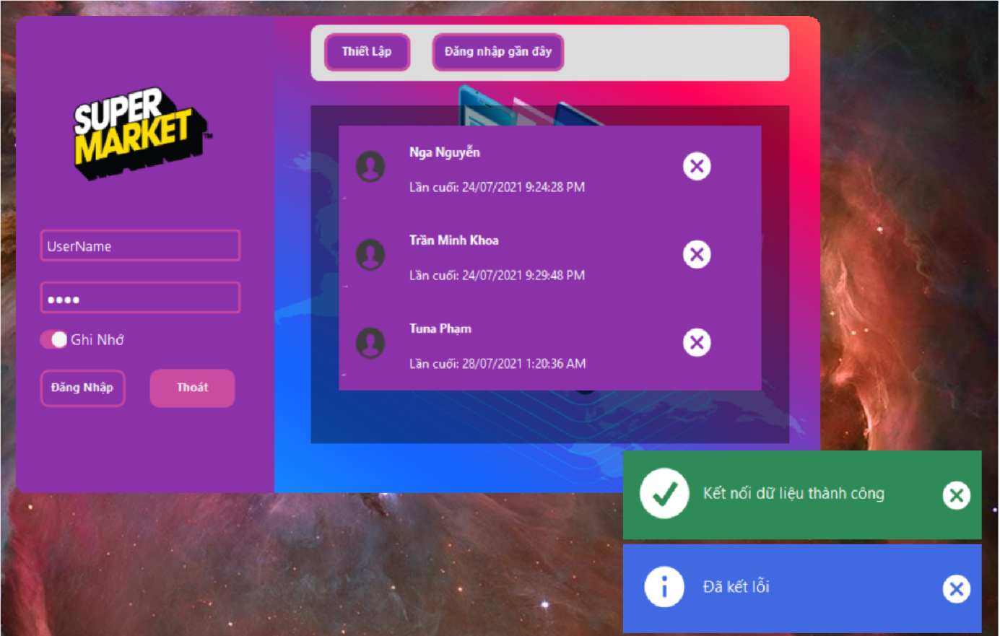 SUPER
MARKET™
UserName
••••
Ghi Nhớ
Đăng Nhập
Thoát
Thiết Lập
Đăng nhập gần đây
Nga Nguyễn
Lần cuối: 24/07/2021 9:24:28 PM
Trần Minh Khoa
Lần cuối: 24/07/2021 9:29:48 PM
Tuna Phạm
Lần cuối: 28/07/2021 1:20:36 AM
Kết nối dữ liệu thành công
Đã kết lỗi